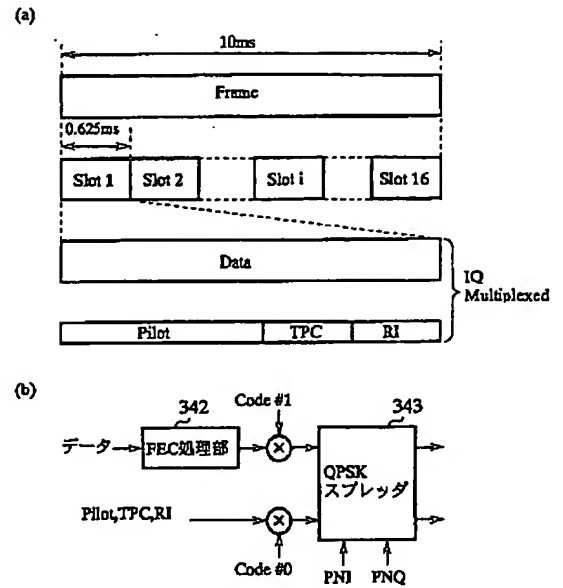 (a)
10ms
Frame
0.625ms
Slot 1
Slot 2
Slot i
Slot 16
Data
IQ
Multiplexed
Pilot
TPC
RI
(b)
Code #1
342
343
データ
FEC処理部
QPSK
スプレッダ
Pilot,TPC,RI
Code #0
PNI
PNQ